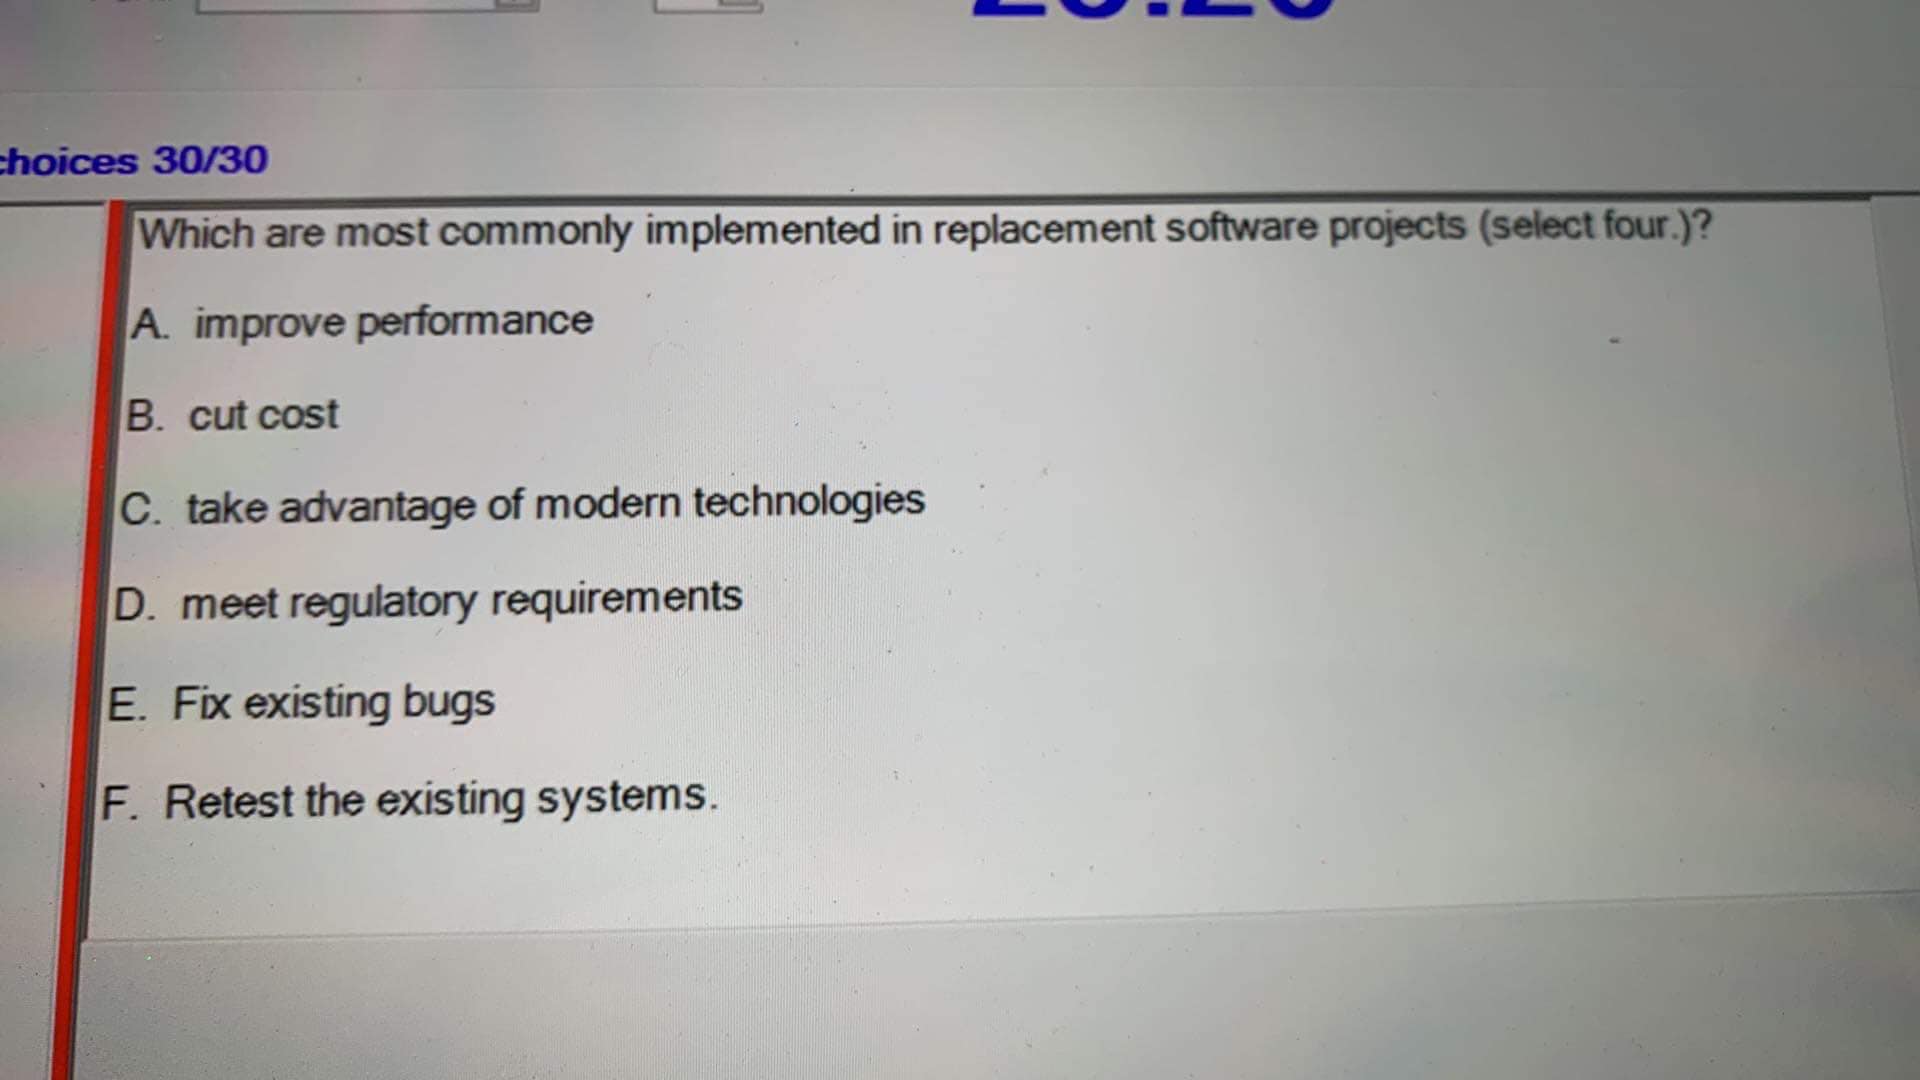 choices 30/30
Which are most commonly implemented in replacement software projects (select four.)?
A. improve performance
B. cut cost
C. take advantage of modern technologies
D. meet regulatory requirements
E. Fix existing bugs
F. Retest the existing systems.